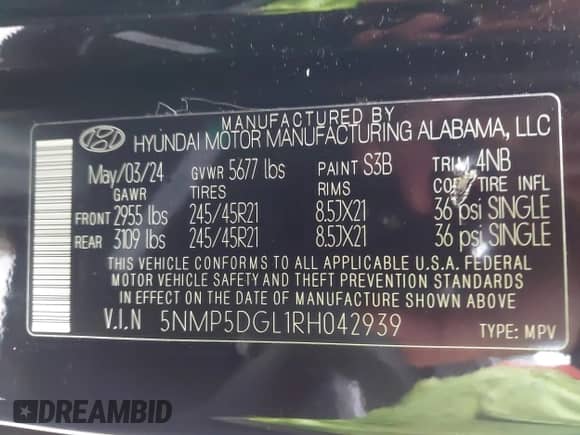 MANUFACTURED BY
HYUNDAI MOTOR MANUFACTURING ALABAMA, LLC
May/03/24 GVWR 5677 lbs PAINT S3B TRIM 4NB
GAWR TIRES RIMS TIRE INFL
FRONT 2955 lbs 245/45R21 8.5JX21 36 psi SINGLE
REAR 3109 lbs 245/45R21 8.5JX21 36 psi SINGLE
THIS VEHICLE CONFORMS TO ALL APPLICABLE U.S.A. FEDERAL
MOTOR VEHICLE SAFETY AND THEFT PREVENTION STANDARDS
IN EFFECT ON THE DATE OF MANUFACTURE SHOWN ABOVE.
V.I.N 5NMP5DGL1RH042939 TYPE: MPV
DREAMBID